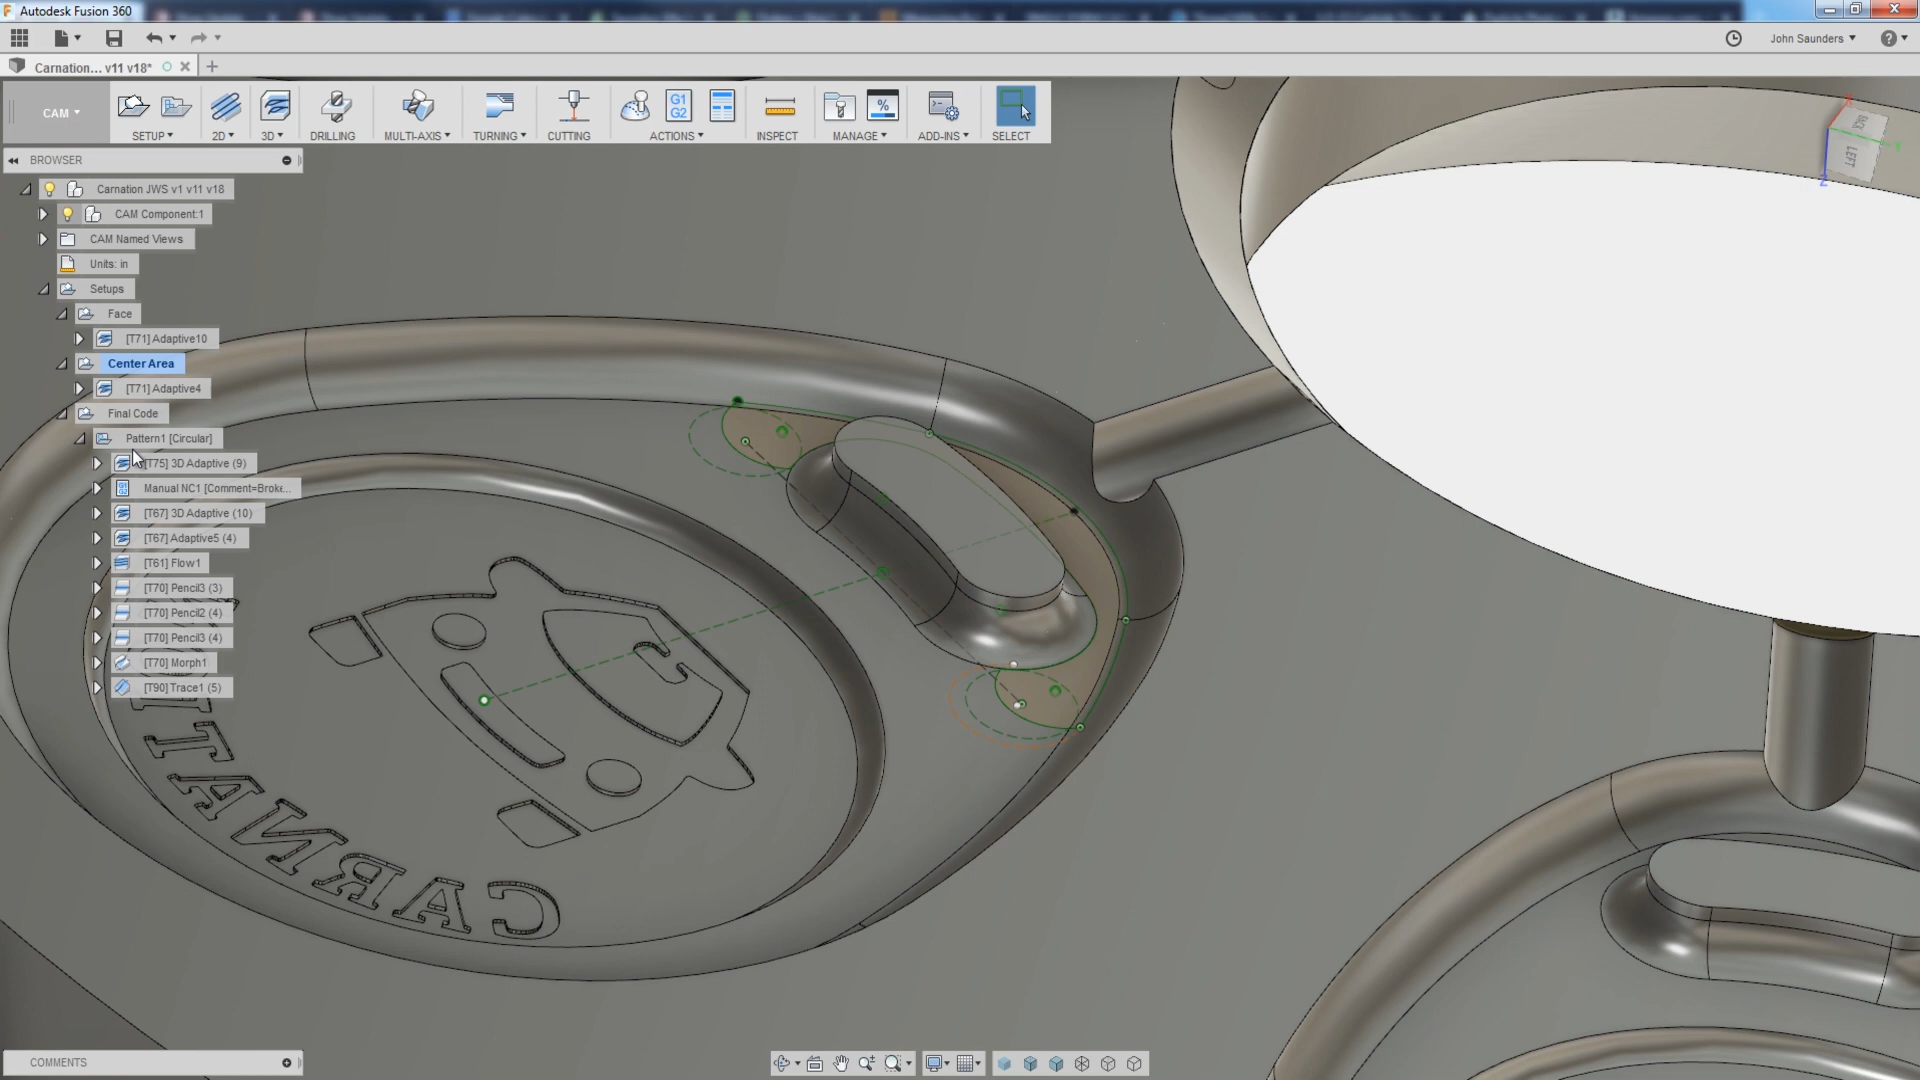 Autodesk Fusion 360
John Saunders
Carnation... v11 v18*
CAM
SETUP
2D
3D
DRILLING
MULTI-AXIS
TURNING
CUTTING
G1
G2
ACTIONS
INSPECT
%
MANAGE
ADD-INS
SELECT
BROWSER
Carnation JWS v1 v11 v18
CAM Component:1
CAM Named Views
Units: in
Setups
Face
[T71] Adaptive10
Center Area
[T71] Adaptive4
Final Code
Pattern1 [Circular]
[T75] 3D Adaptive (9)
Manual NC1 [Comment=Broke...
[T67] 3D Adaptive (10)
[T67] Adaptive5 (4)
[T61] Flow1
[T70] Pencil3 (3)
[T70] Pencil2 (4)
[T70] Pencil3 (4)
[T70] Morph1
[T90] Trace1 (5)
CARNATI
BACK
LEFT
X
Y
Z
COMMENTS